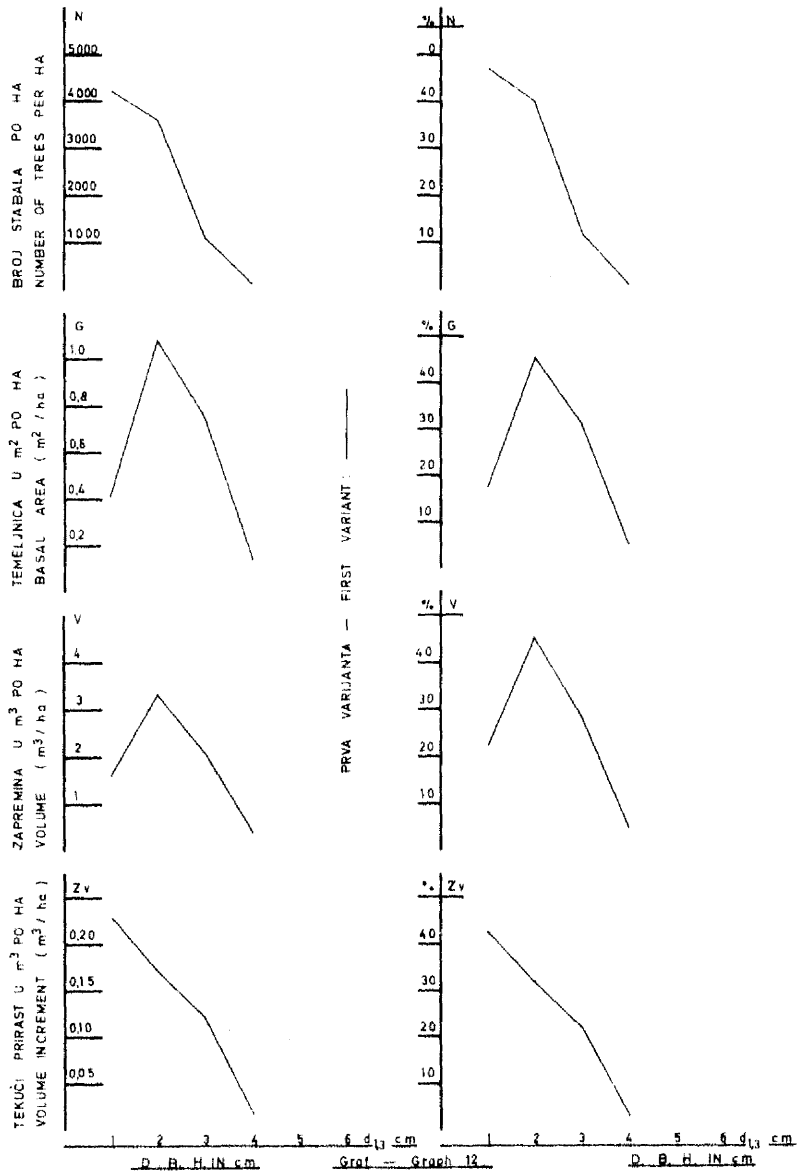 BROJ STABALA PO HA
NUMBER OF TREES PER HA
N
5000
4000
3000
2000
1000
% N
0
40
30
20
10
TEMELJNICA U m² PO HA
BASAL AREA ( m² / ha )
G
1,0
0,8
0,6
0,4
0,2
% G
40
30
20
10
PRVA VARIJANTA — FIRST VARIANT :
ZAPREMINA U m³ PO HA
VOLUME ( m³ / ha )
V
4
3
2
1
% V
40
30
20
10
TEKUĆI PRIRAST U m³ PO HA
VOLUME INCREMENT ( m³ / ha )
Zv
0,20
0,15
0,10
0,05
% Zv
40
30
20
10
1 2 3 4 5 6 d1,3 cm
1 2 3 4 5 6 d1,3 cm
D. B. H. IN cm
Graf — Graph 12
D. B. H. IN cm